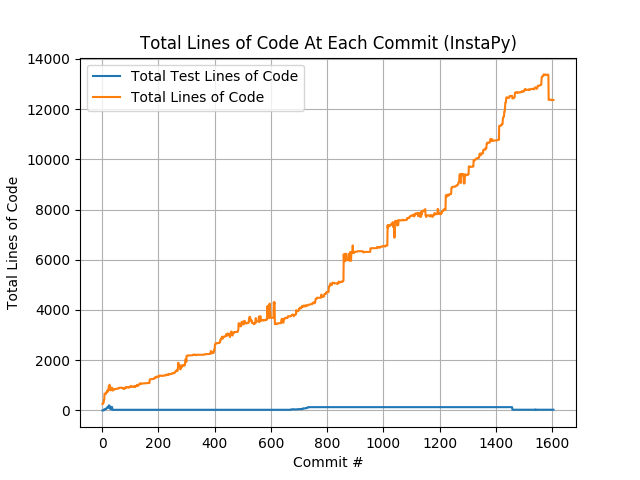 Total Lines of Code At Each Commit (InstaPy)
Total Test Lines of Code
Total Lines of Code
14000
12000
10000
8000
6000
4000
2000
0
Total Lines of Code
0 200 400 600 800 1000 1200 1400 1600
Commit #